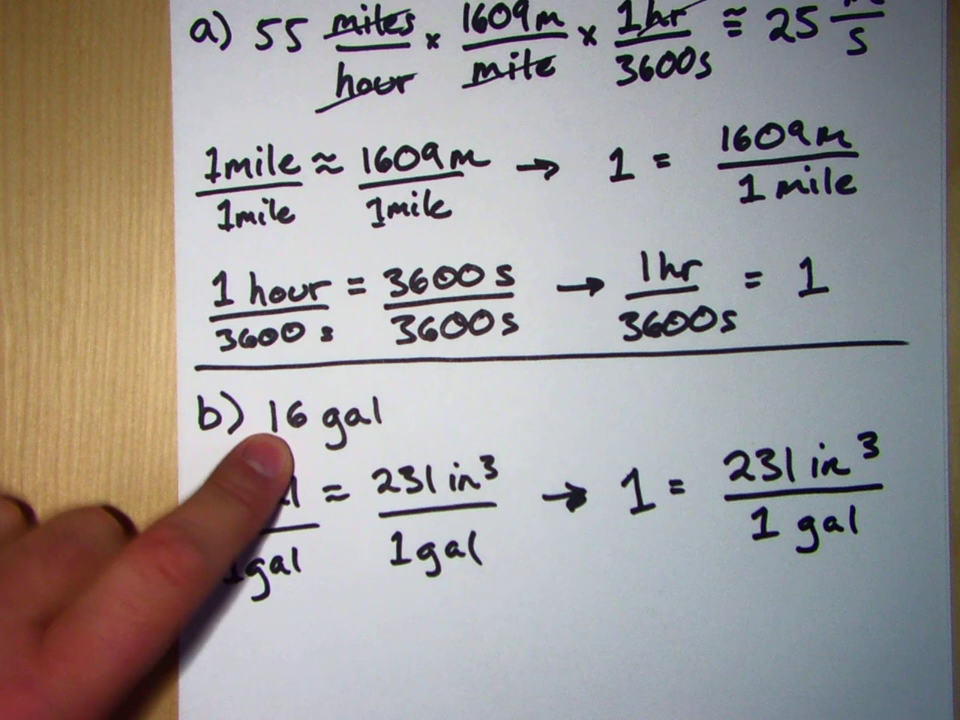 a) 55 miles/hour × 1609m/mile × 1hr/3600s ≅ 25 m/s
1mile/1mile ≈ 1609m/1mile → 1 = 1609m/1 mile
1 hour/3600 s = 3600 s/3600s → 1hr/3600s = 1
b) 16 gal
gal ≈ 231 in³/1gal → 1 = 231 in³/1 gal